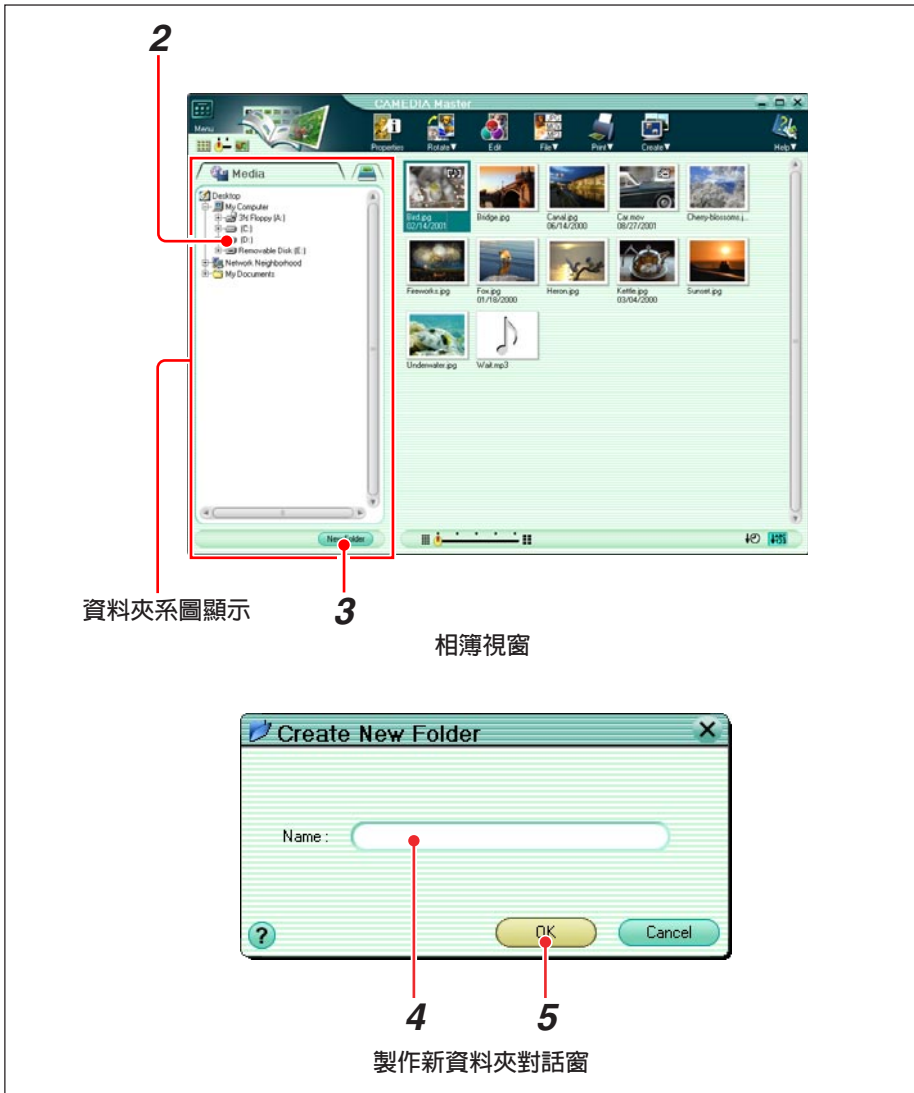 2
CAMEDIA Master
Menu
Properties
Rotate▼
Edit
File▼
Print▼
Create▼
Help▼
Media
Desktop
My Computer
3½ Floppy [A:]
[C:]
[D:]
Removable Disk [E:]
Network Neighborhood
My Documents
Bird.jpg
02/14/2001
Bridge.jpg
Canal.jpg
06/14/2000
Car.mov
08/27/2001
Cherry-blossoms.j...
Fireworks.jpg
Fox.jpg
01/18/2000
Heron.jpg
Kettle.jpg
03/04/2000
Sunset.jpg
Underwater.jpg
Wait.mp3
New Folder
資料夾系圖顯示
3
相簿視窗
Create New Folder
Name :
?
OK
Cancel
4
5
製作新資料夾對話窗